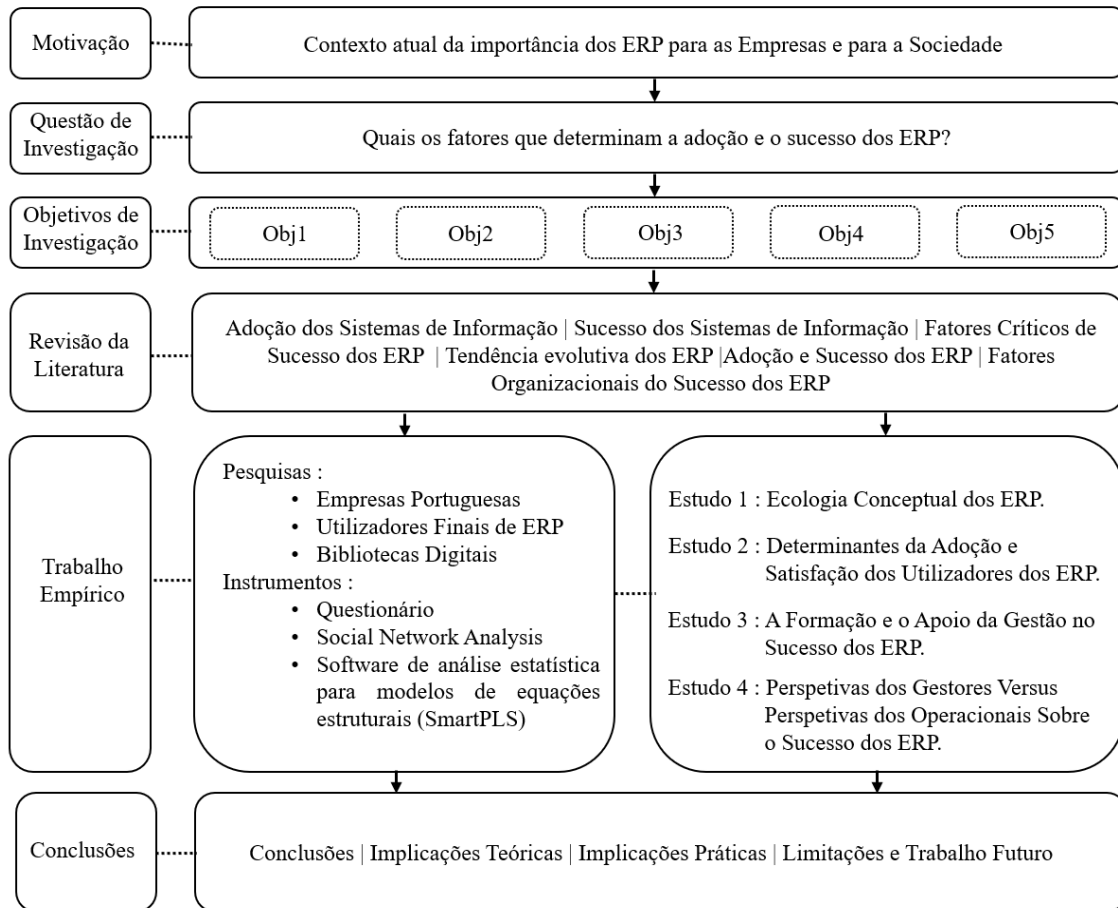 Motivação
Contexto atual da importância dos ERP para as Empresas e para a Sociedade
Questão de
Investigação
Quais os fatores que determinam a adoção e o sucesso dos ERP?
Objetivos de
Investigação
Obj1
Obj2
Obj3
Obj4
Obj5
Revisão da
Literatura
Adoção dos Sistemas de Informação | Sucesso dos Sistemas de Informação | Fatores Críticos de
Sucesso dos ERP | Tendência evolutiva dos ERP |Adoção e Sucesso dos ERP | Fatores
Organizacionais do Sucesso dos ERP
Trabalho
Empírico
Pesquisas :
• Empresas Portuguesas
• Utilizadores Finais de ERP
• Bibliotecas Digitais
Instrumentos :
• Questionário
• Social Network Analysis
• Software de análise estatística
para modelos de equações
estruturais (SmartPLS)
Estudo 1 : Ecologia Conceptual dos ERP.
Estudo 2 : Determinantes da Adoção e
Satisfação dos Utilizadores dos ERP.
Estudo 3 : A Formação e o Apoio da Gestão no
Sucesso dos ERP.
Estudo 4 : Perspetivas dos Gestores Versus
Perspetivas dos Operacionais Sobre
o Sucesso dos ERP.
Conclusões
Conclusões | Implicações Teóricas | Implicações Práticas | Limitações e Trabalho Futuro